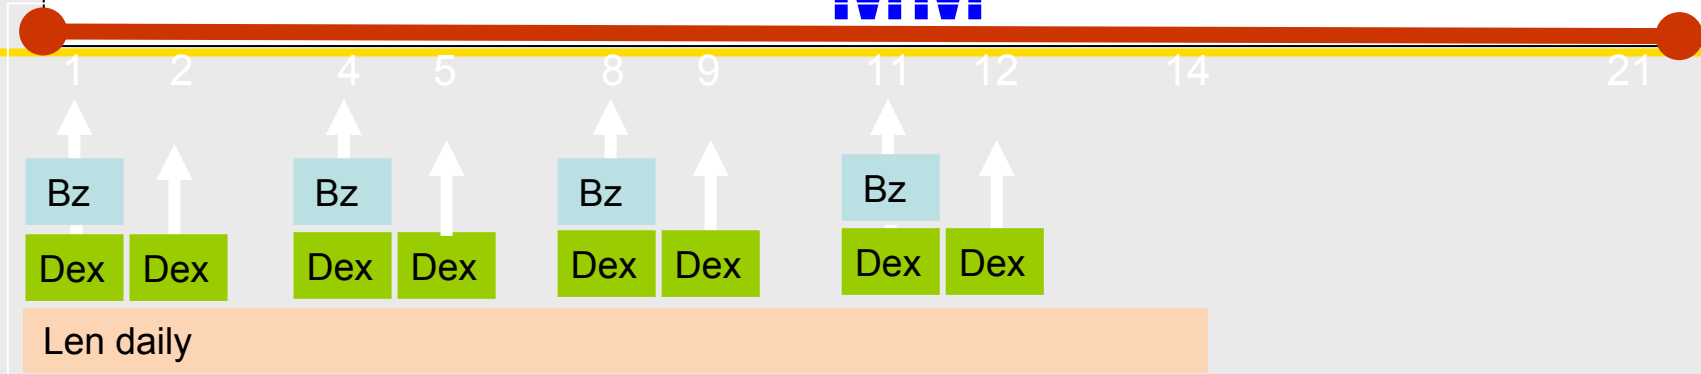 1 2 4 5 8 9 11 12 14 21
Bz Bz Bz Bz
Dex Dex Dex Dex Dex Dex Dex Dex
Len daily